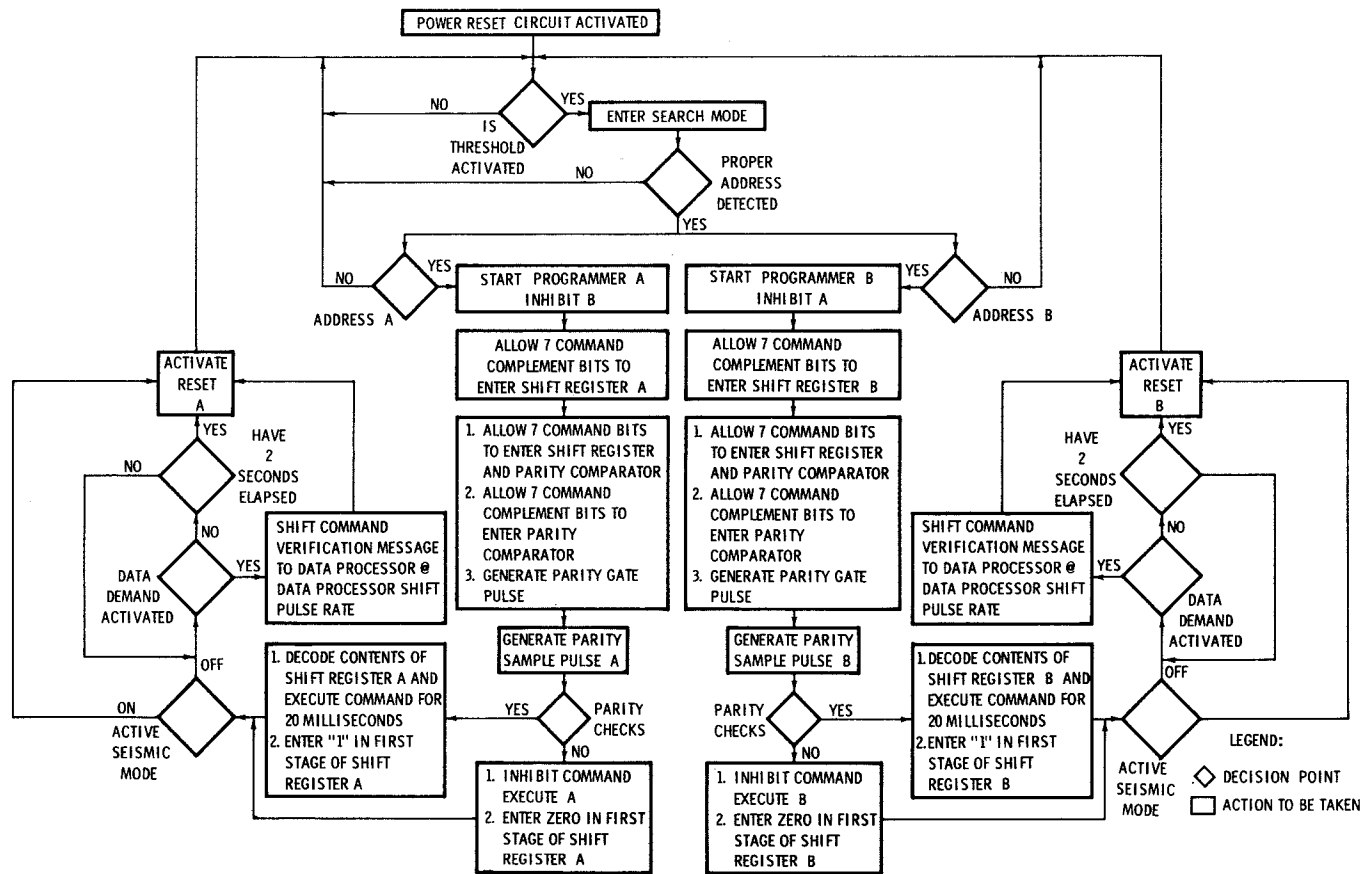 POWER RESET CIRCUIT ACTIVATED
NO
YES
IS
THRESHOLD
ACTIVATED
ENTER SEARCH MODE
NO
PROPER
ADDRESS
DETECTED
YES
NO
YES
ADDRESS A
START PROGRAMMER A
INHIBIT B
START PROGRAMMER B
INHIBIT A
YES
NO
ADDRESS B
ALLOW 7 COMMAND
COMPLEMENT BITS TO
ENTER SHIFT REGISTER A
ALLOW 7 COMMAND
COMPLEMENT BITS TO
ENTER SHIFT REGISTER B
ACTIVATE
RESET
A
YES
NO
HAVE
2
SECONDS
ELAPSED
NO
DATA
DEMAND
ACTIVATED
YES
SHIFT COMMAND
VERIFICATION MESSAGE
TO DATA PROCESSOR @
DATA PROCESSOR SHIFT
PULSE RATE
OFF
ON
ACTIVE
SEISMIC
MODE
1. ALLOW 7 COMMAND BITS
TO ENTER SHIFT REGISTER
AND PARITY COMPARATOR
2. ALLOW 7 COMMAND
COMPLEMENT BITS TO
ENTER PARITY
COMPARATOR
3. GENERATE PARITY GATE
PULSE
GENERATE PARITY
SAMPLE PULSE A
1. DECODE CONTENTS OF
SHIFT REGISTER A AND
EXECUTE COMMAND FOR
20 MILLISECONDS
2. ENTER "1" IN FIRST
STAGE OF SHIFT
REGISTER A
YES
PARITY
CHECKS
NO
1. INHIBIT COMMAND
EXECUTE A
2. ENTER ZERO IN FIRST
STAGE OF SHIFT
REGISTER A
1. ALLOW 7 COMMAND BITS
TO ENTER SHIFT REGISTER
AND PARITY COMPARATOR
2. ALLOW 7 COMMAND
COMPLEMENT BITS TO
ENTER PARITY
COMPARATOR
3. GENERATE PARITY GATE
PULSE
GENERATE PARITY
SAMPLE PULSE B
PARITY
CHECKS
YES
NO
1. INHIBIT COMMAND
EXECUTE B
2. ENTER ZERO IN FIRST
STAGE OF SHIFT
REGISTER B
1. DECODE CONTENTS OF
SHIFT REGISTER B AND
EXECUTE COMMAND FOR
20 MILLISECONDS
2. ENTER "1" IN FIRST
STAGE OF SHIFT
REGISTER B
ACTIVATE
RESET
B
YES
HAVE
2
SECONDS
ELAPSED
NO
SHIFT COMMAND
VERIFICATION MESSAGE
TO DATA PROCESSOR @
DATA PROCESSOR SHIFT
PULSE RATE
YES
DATA
DEMAND
ACTIVATED
OFF
ACTIVE
SEISMIC
MODE
LEGEND:
DECISION POINT
ACTION TO BE TAKEN